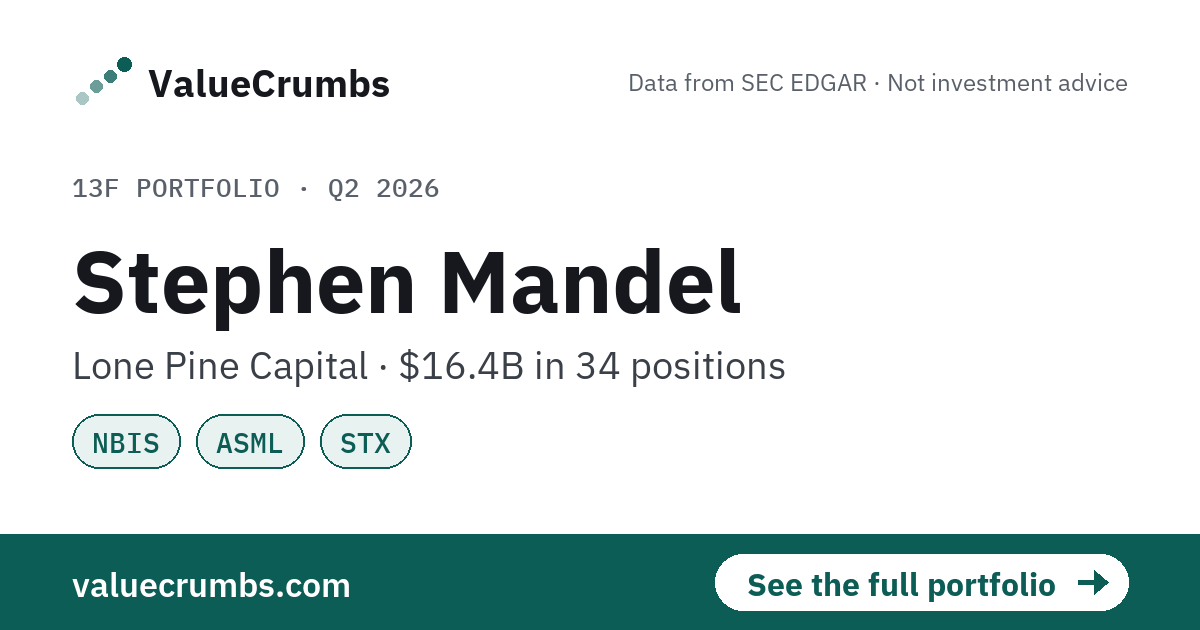 ValueCrumbs
Data from SEC EDGAR · Not investment advice
13F PORTFOLIO · Q2 2026
Stephen Mandel
Lone Pine Capital · $16.4B in 34 positions
NBIS ASML STX
valuecrumbs.com
See the full portfolio →